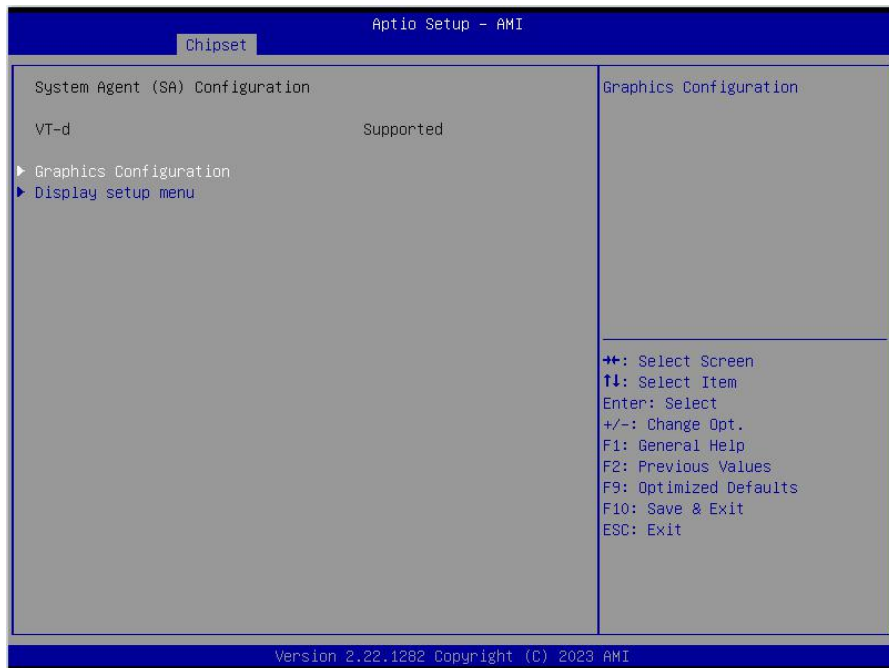 Aptio Setup – AMI
Chipset
System Agent (SA) Configuration
VT-d Supported
Graphics Configuration
Display setup menu
Graphics Configuration
→←: Select Screen
↑↓: Select Item
Enter: Select
+/-: Change Opt.
F1: General Help
F2: Previous Values
F9: Optimized Defaults
F10: Save & Exit
ESC: Exit
Version 2.22.1282 Copyright (C) 2023 AMI